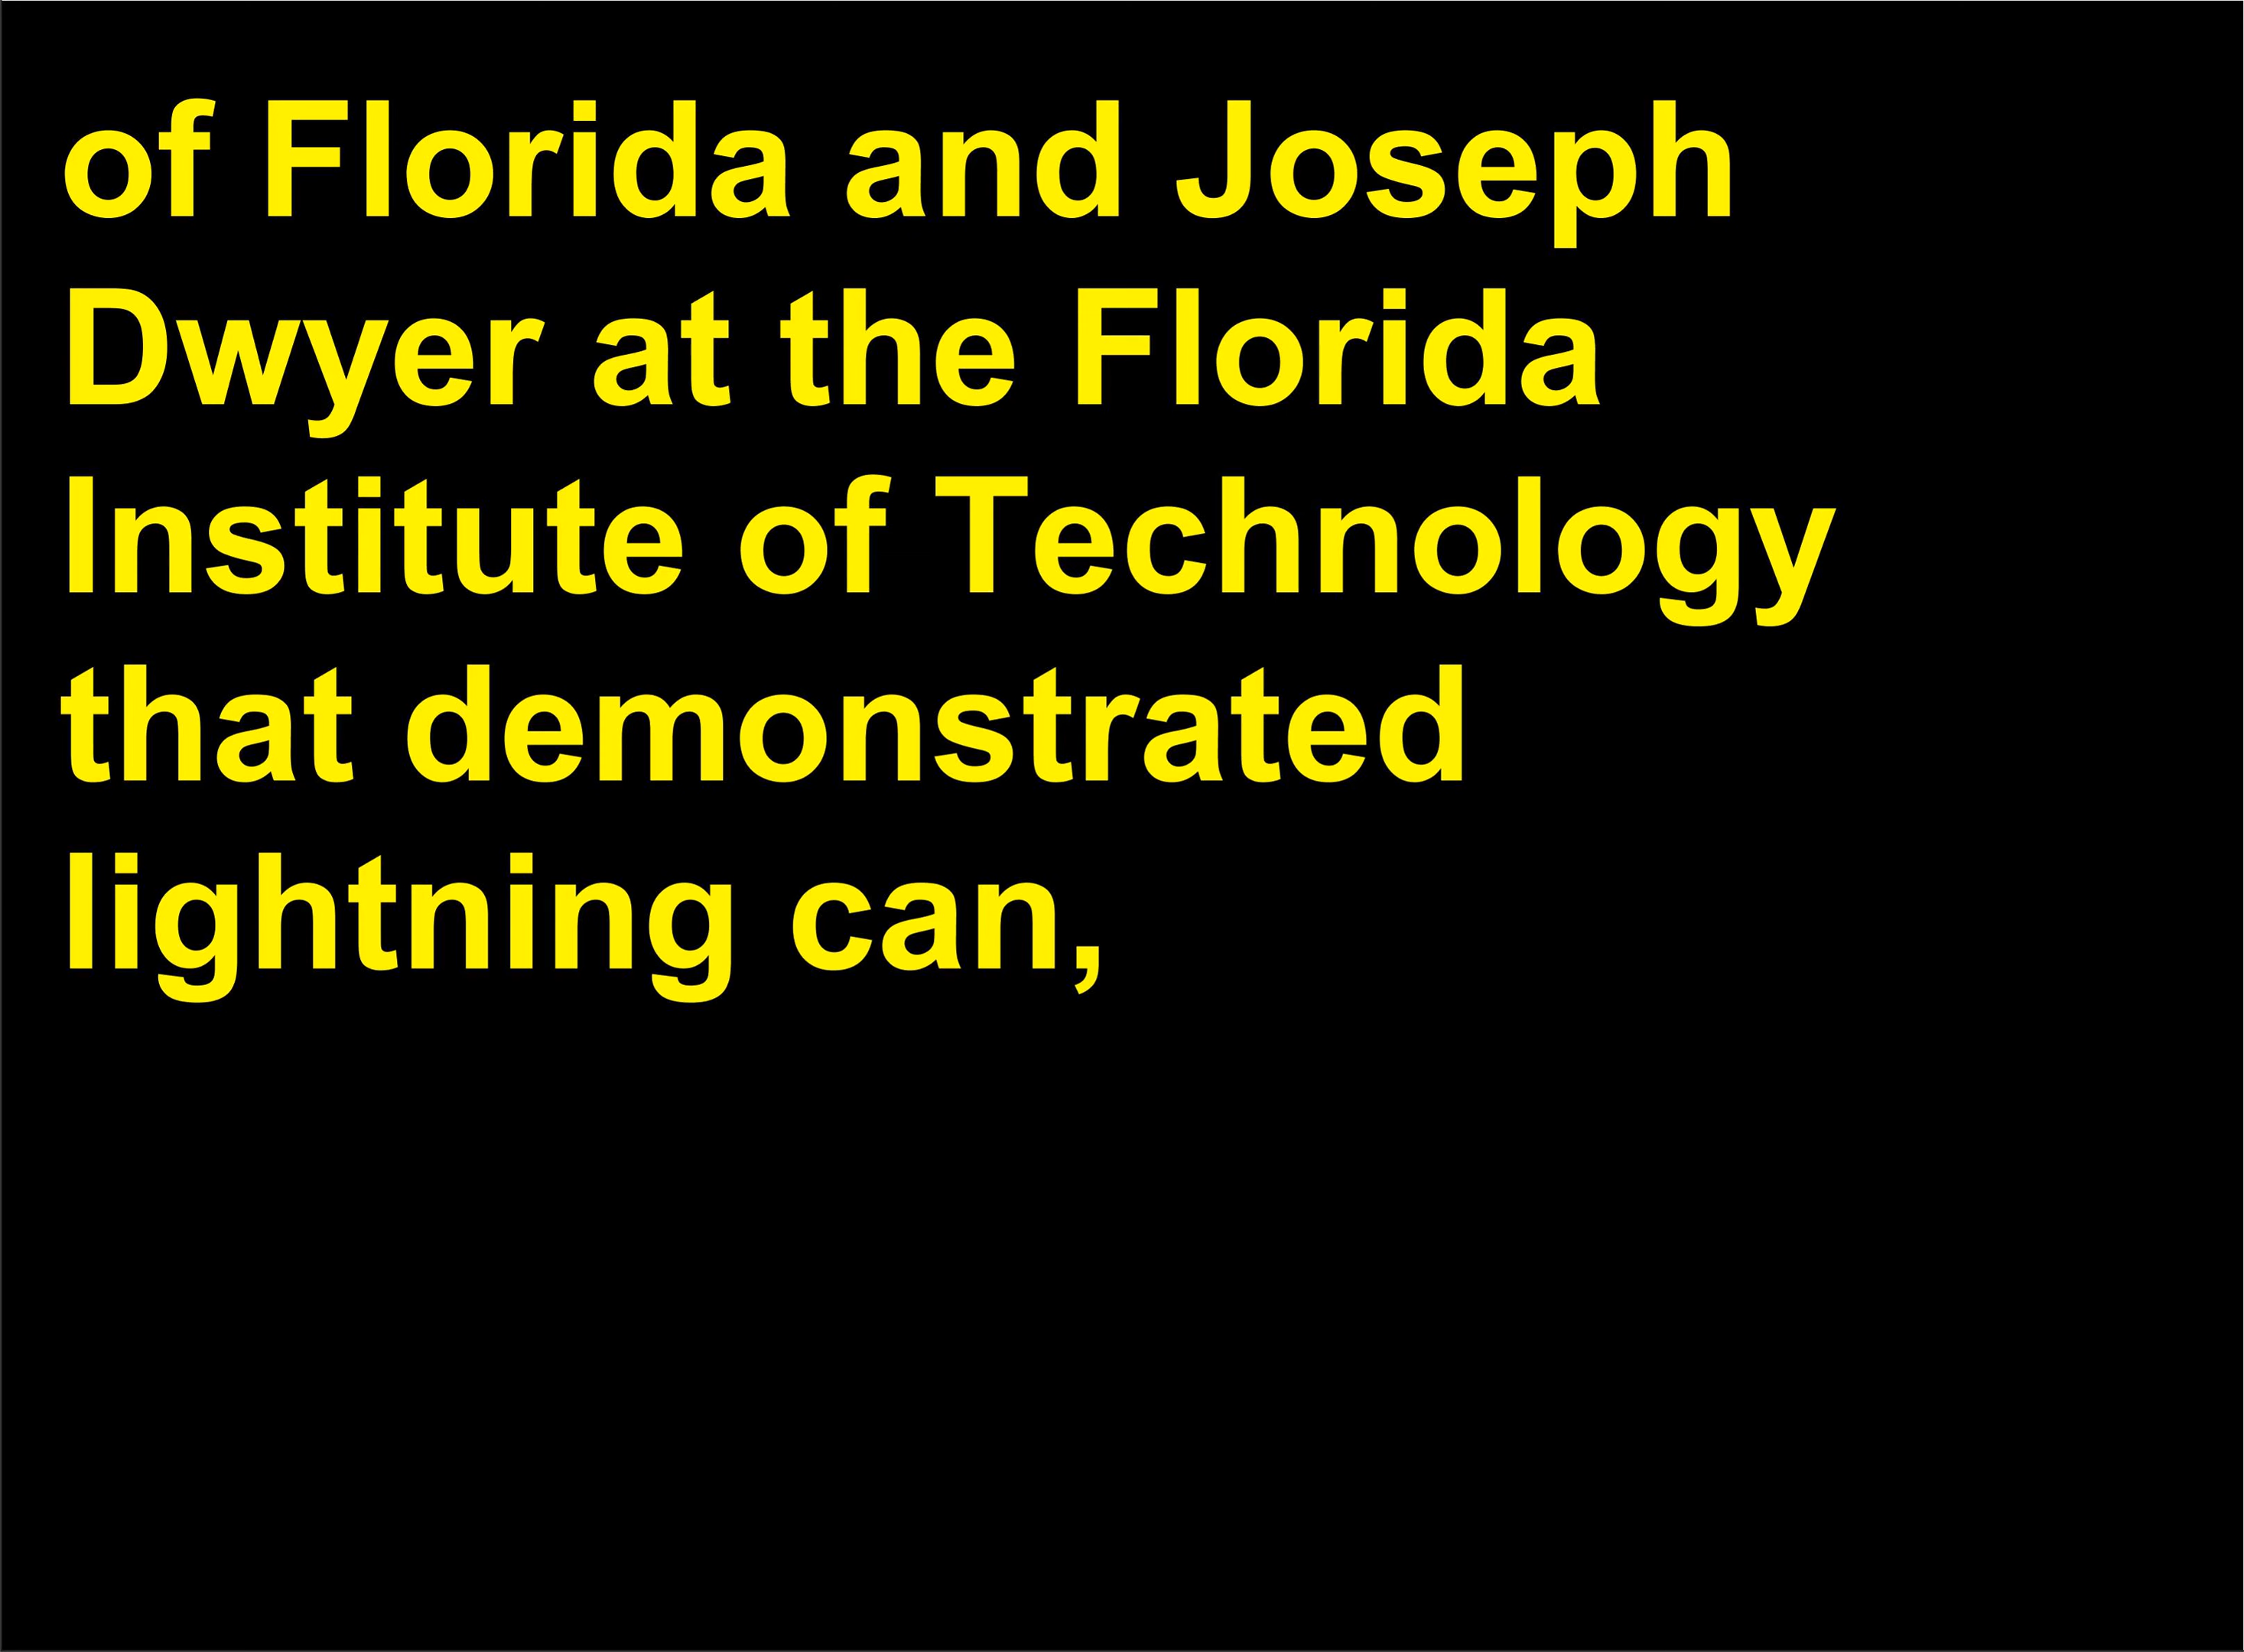 of Florida and Joseph
Dwyer at the Florida
Institute of Technology
that demonstrated
lightning can,